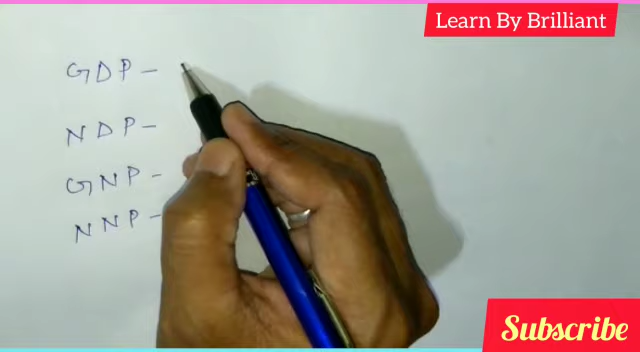 Learn By Brilliant
GDP –
NDP –
GNP –
NNP –
Subscribe